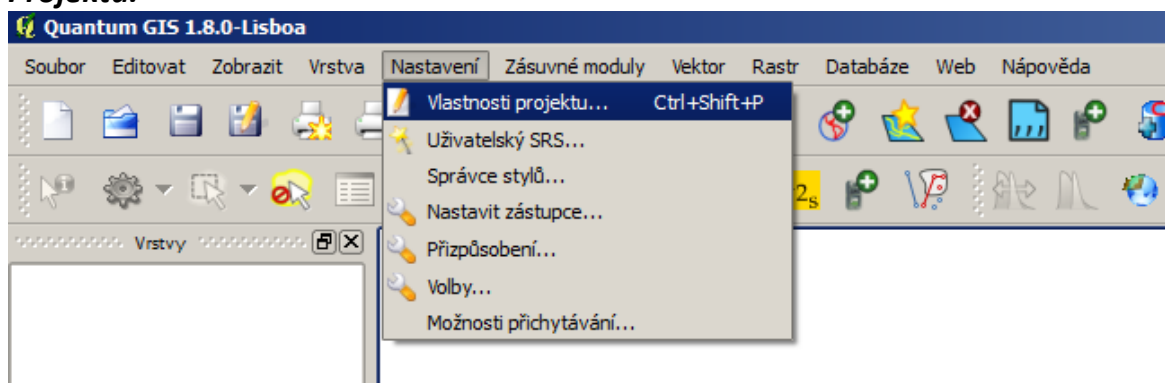 Quantum GIS 1.8.0-Lisboa
Soubor Editovat Zobrazit Vrstva Nastavení Zásuvné moduly Vektor Rastr Databáze Web Nápověda
Vlastnosti projektu... Ctrl+Shift+P
Uživatelský SRS...
Správce stylů...
Nastavit zástupce...
Přizpůsobení...
Volby...
Možnosti přichytávání...
Vrstvy